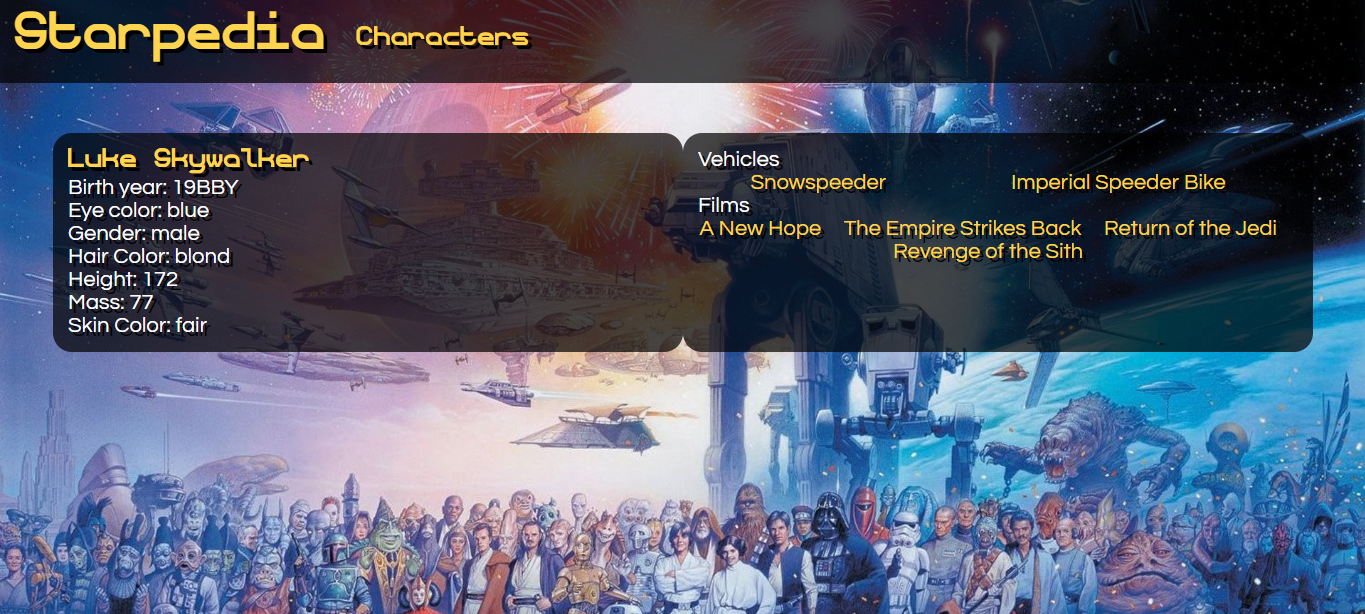 Starpedia Characters
Luke Skywalker
Birth year: 19BBY
Eye color: blue
Gender: male
Hair Color: blond
Height: 172
Mass: 77
Skin Color: fair
Vehicles
Snowspeeder Imperial Speeder Bike
Films
A New Hope The Empire Strikes Back Return of the Jedi
Revenge of the Sith